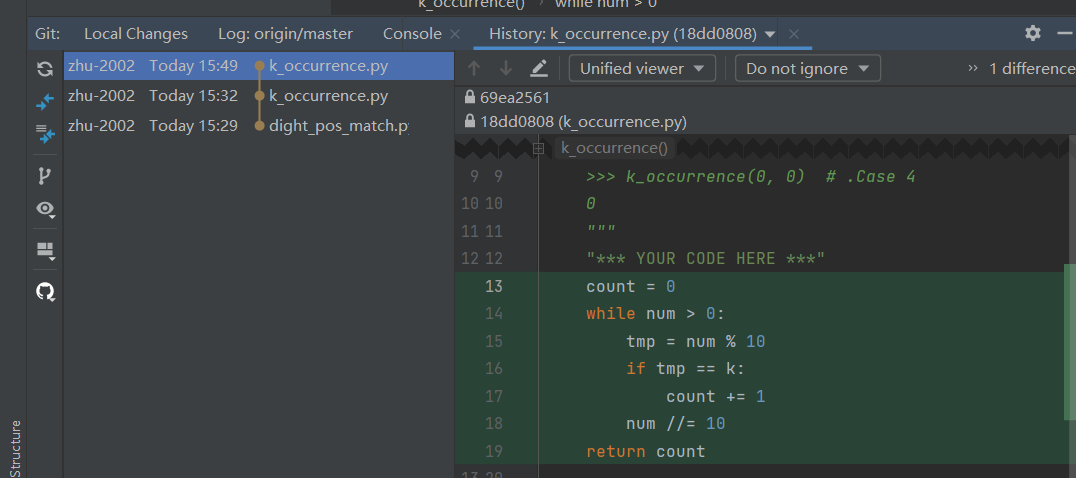 k_occurrence() › while num > 0
Git: Local Changes Log: origin/master Console × History: k_occurrence.py (18dd0808) ×
zhu-2002 Today 15:49 k_occurrence.py
zhu-2002 Today 15:32 k_occurrence.py
zhu-2002 Today 15:29 dight_pos_match.py
Unified viewer Do not ignore » 1 difference
69ea2561
18dd0808 (k_occurrence.py)
k_occurrence()
9 9 >>> k_occurrence(0, 0) # .Case 4
10 10 0
11 11 """
12 12 "*** YOUR CODE HERE ***"
13 count = 0
14 while num > 0:
15 tmp = num % 10
16 if tmp == k:
17 count += 1
18 num //= 10
19 return count
13 20
Structure